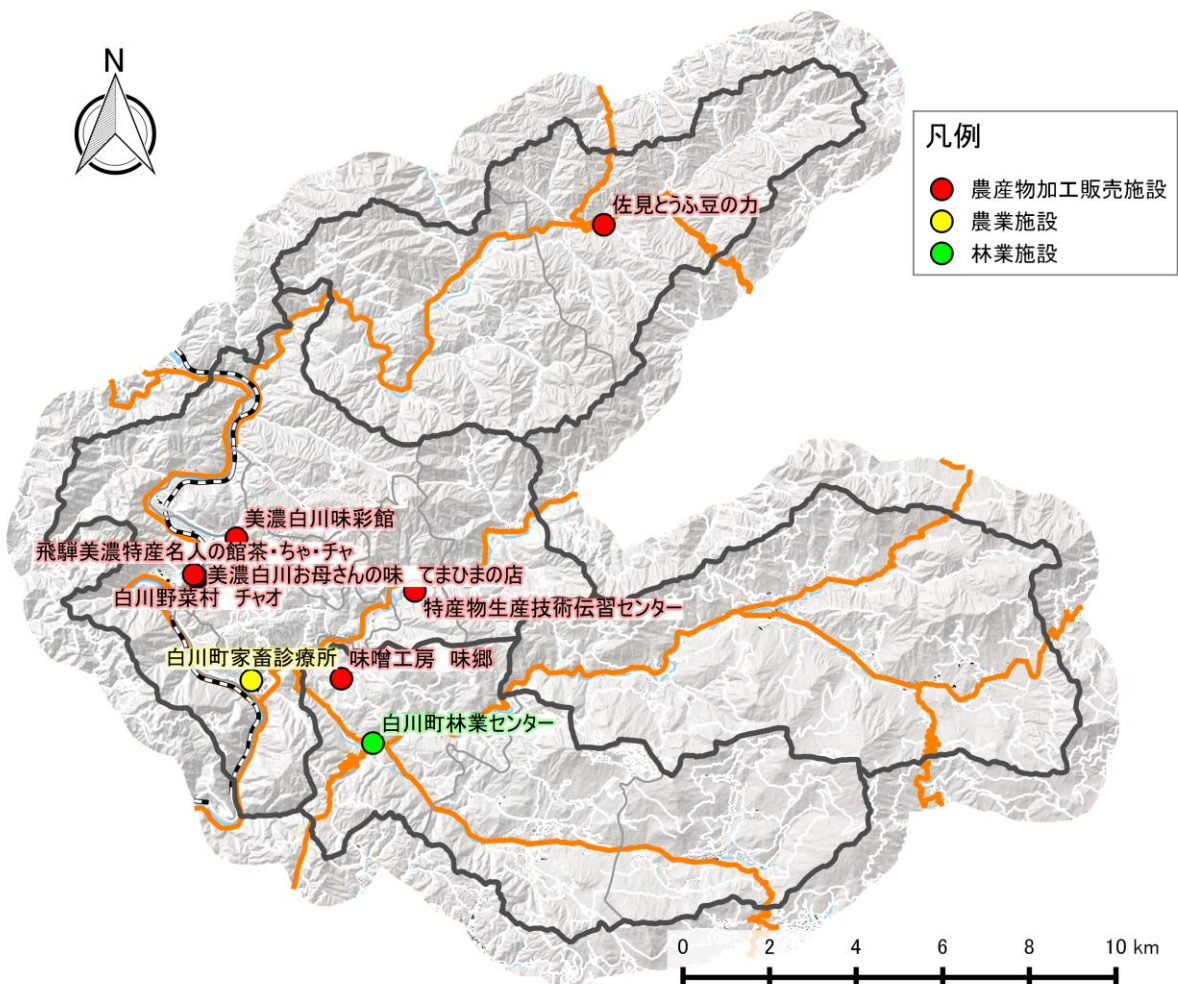 N
凡例
農産物加工販売施設
農業施設
林業施設
佐見とうふ豆の力
美濃白川味彩館
飛騨美濃特産名人の館茶・ちゃ・チャ
美濃白川お母さんの味 てまひまの店
白川野菜村 チャオ
特産物生産技術伝習センター
白川町家畜診療所
味噌工房 味郷
白川町林業センター
0 2 4 6 8 10 km